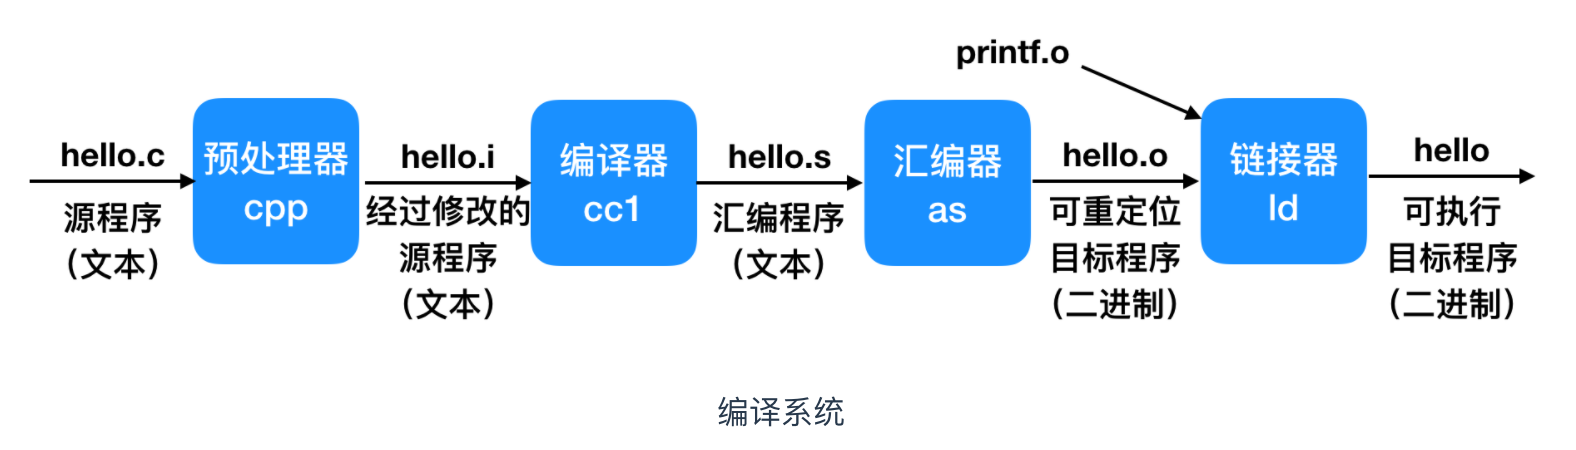 printf.o
hello.c
源程序
（文本）
预处理器
cpp
hello.i
经过修改的
源程序
（文本）
编译器
cc1
hello.s
汇编程序
（文本）
汇编器
as
hello.o
可重定位
目标程序
（二进制）
链接器
ld
hello
可执行
目标程序
（二进制）
编译系统